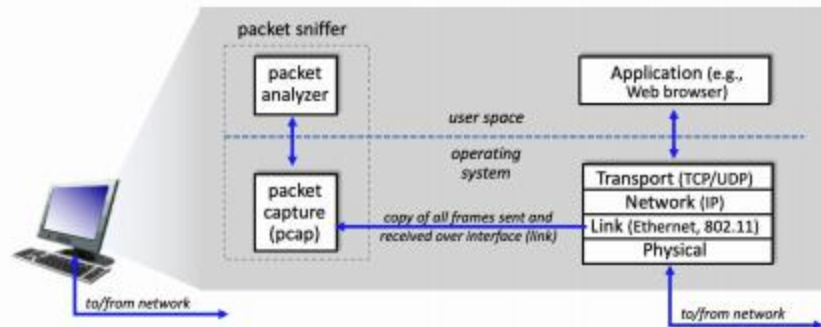 packet sniffer
packet
analyzer
Application (e.g.,
Web browser)
user space
operating
system
packet
capture
(pcap)
copy of all frames sent and
received over interface (link)
Transport (TCP/UDP)
Network (IP)
Link (Ethernet, 802.11)
Physical
to/from network
to/from network